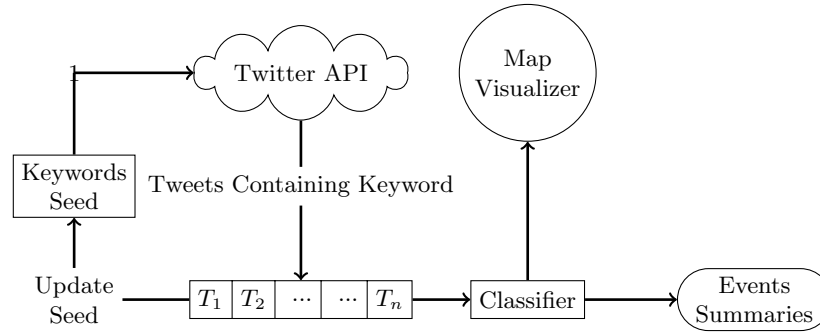 1
Twitter API
Map
Visualizer
Keywords
Seed
Tweets Containing Keyword
Update
Seed
T1 T2 ... ... Tn
Classifier
Events
Summaries